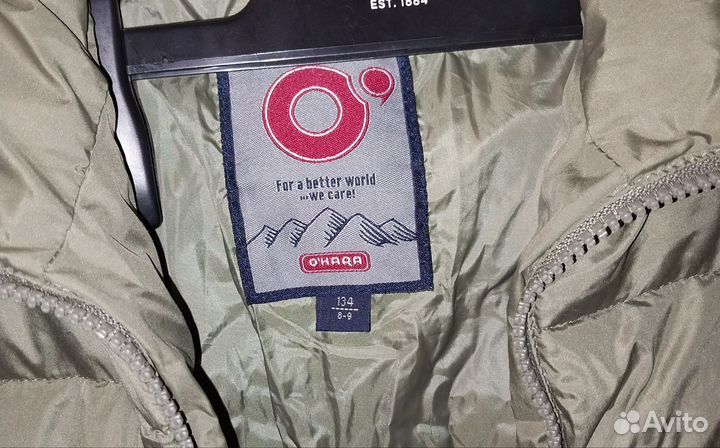 EST. 1884
For a better world
...we care!
O'HARA
134
8-9
Avito